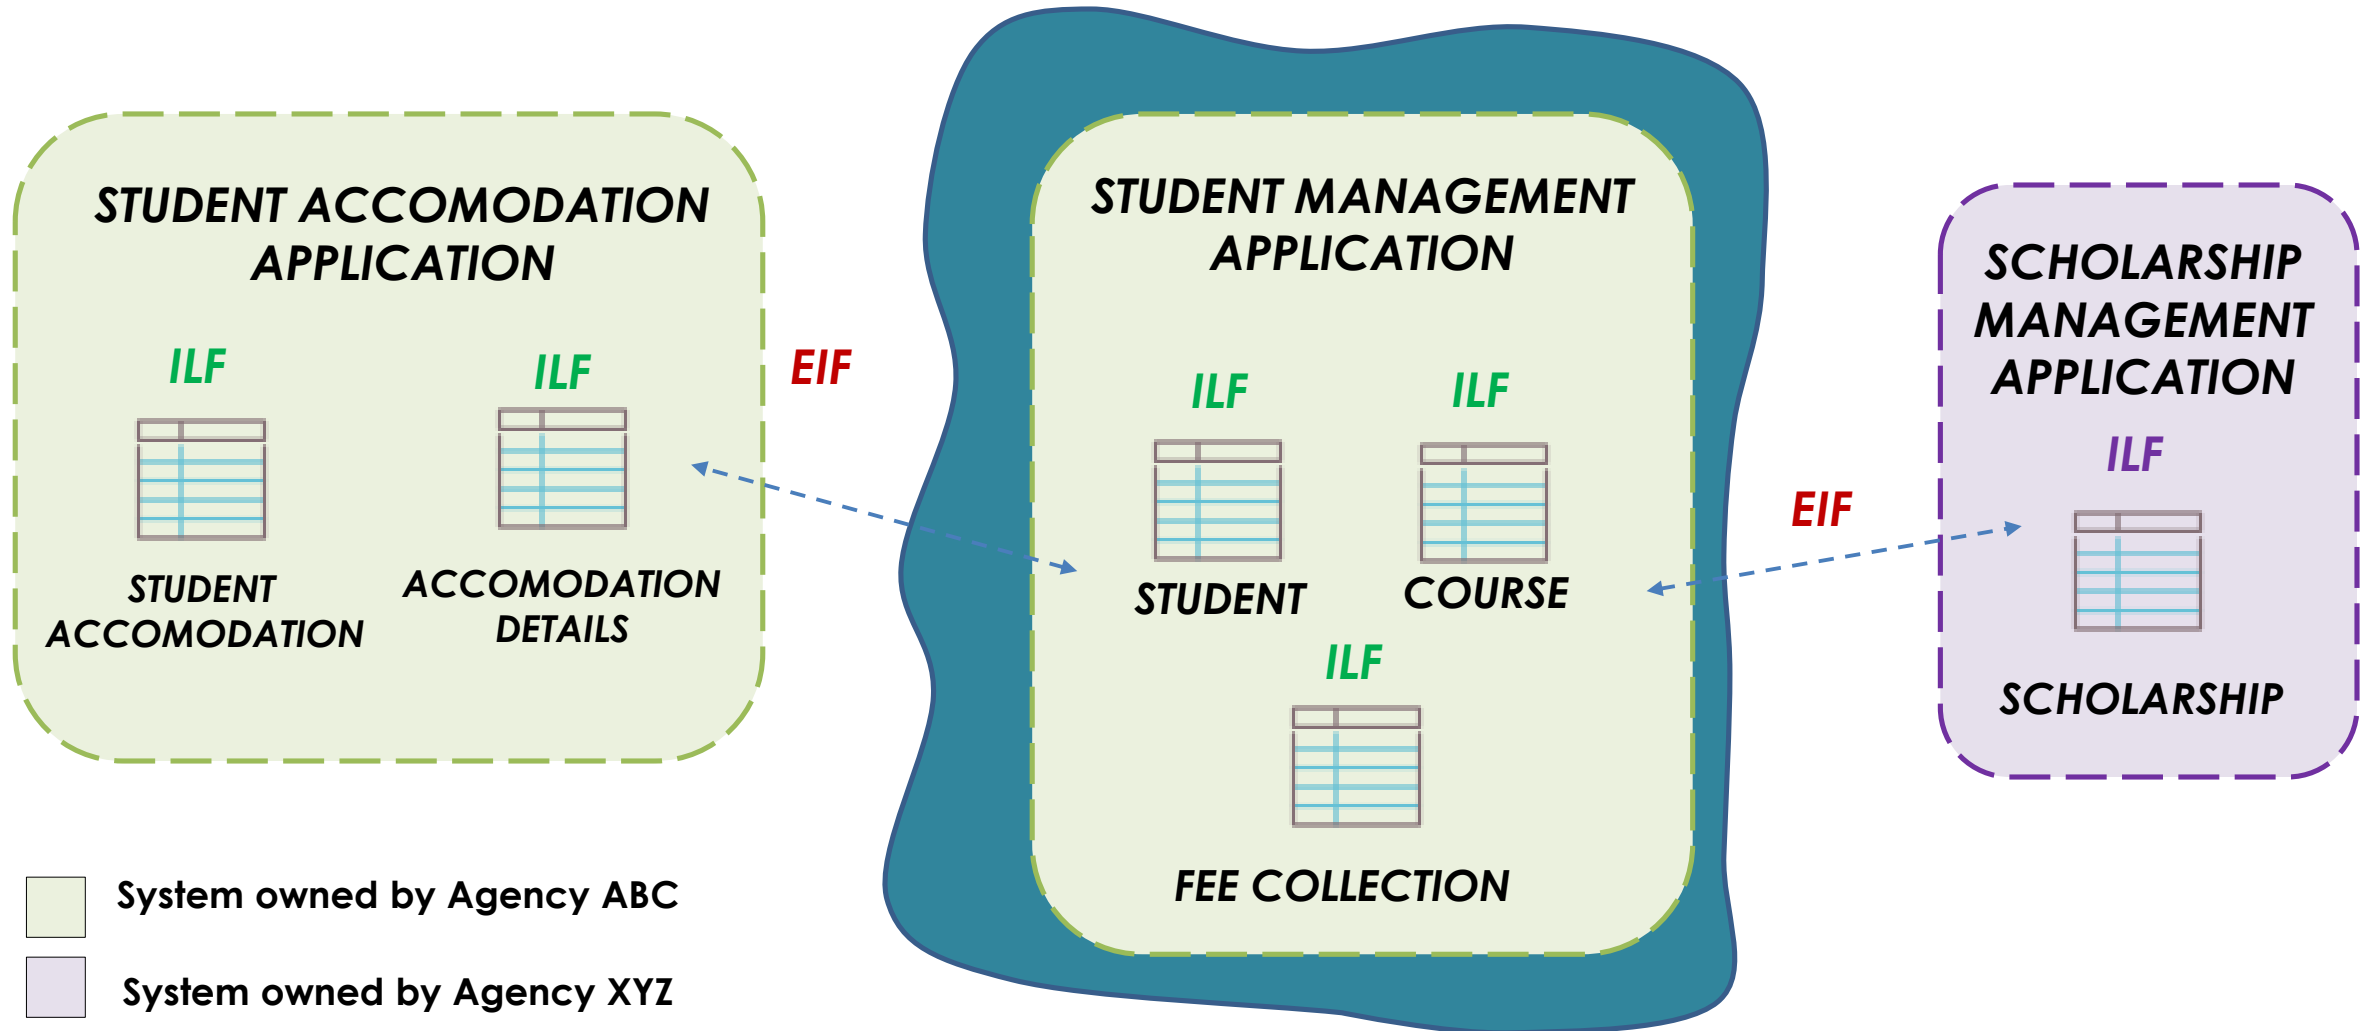 STUDENT ACCOMODATION
APPLICATION
ILF
ILF
STUDENT
ACCOMODATION
ACCOMODATION
DETAILS
EIF
STUDENT MANAGEMENT
APPLICATION
ILF
ILF
STUDENT
COURSE
ILF
FEE COLLECTION
EIF
SCHOLARSHIP
MANAGEMENT
APPLICATION
ILF
SCHOLARSHIP
System owned by Agency ABC
System owned by Agency XYZ